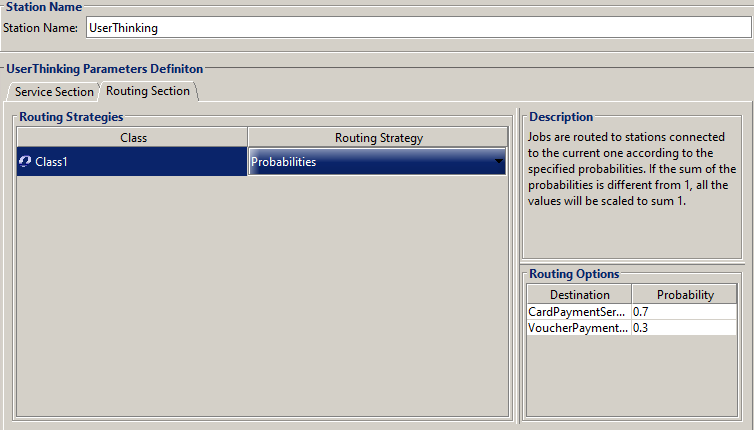 Station Name
Station Name: UserThinking
UserThinking Parameters Definiton
Service Section Routing Section
Routing Strategies
Class Routing Strategy
Class1 Probabilities
Description
Jobs are routed to stations connected
to the current one according to the
specified probabilities. If the sum of the
probabilities is different from 1, all the
values will be scaled to sum 1.
Routing Options
Destination Probability
CardPaymentSer... 0.7
VoucherPayment... 0.3